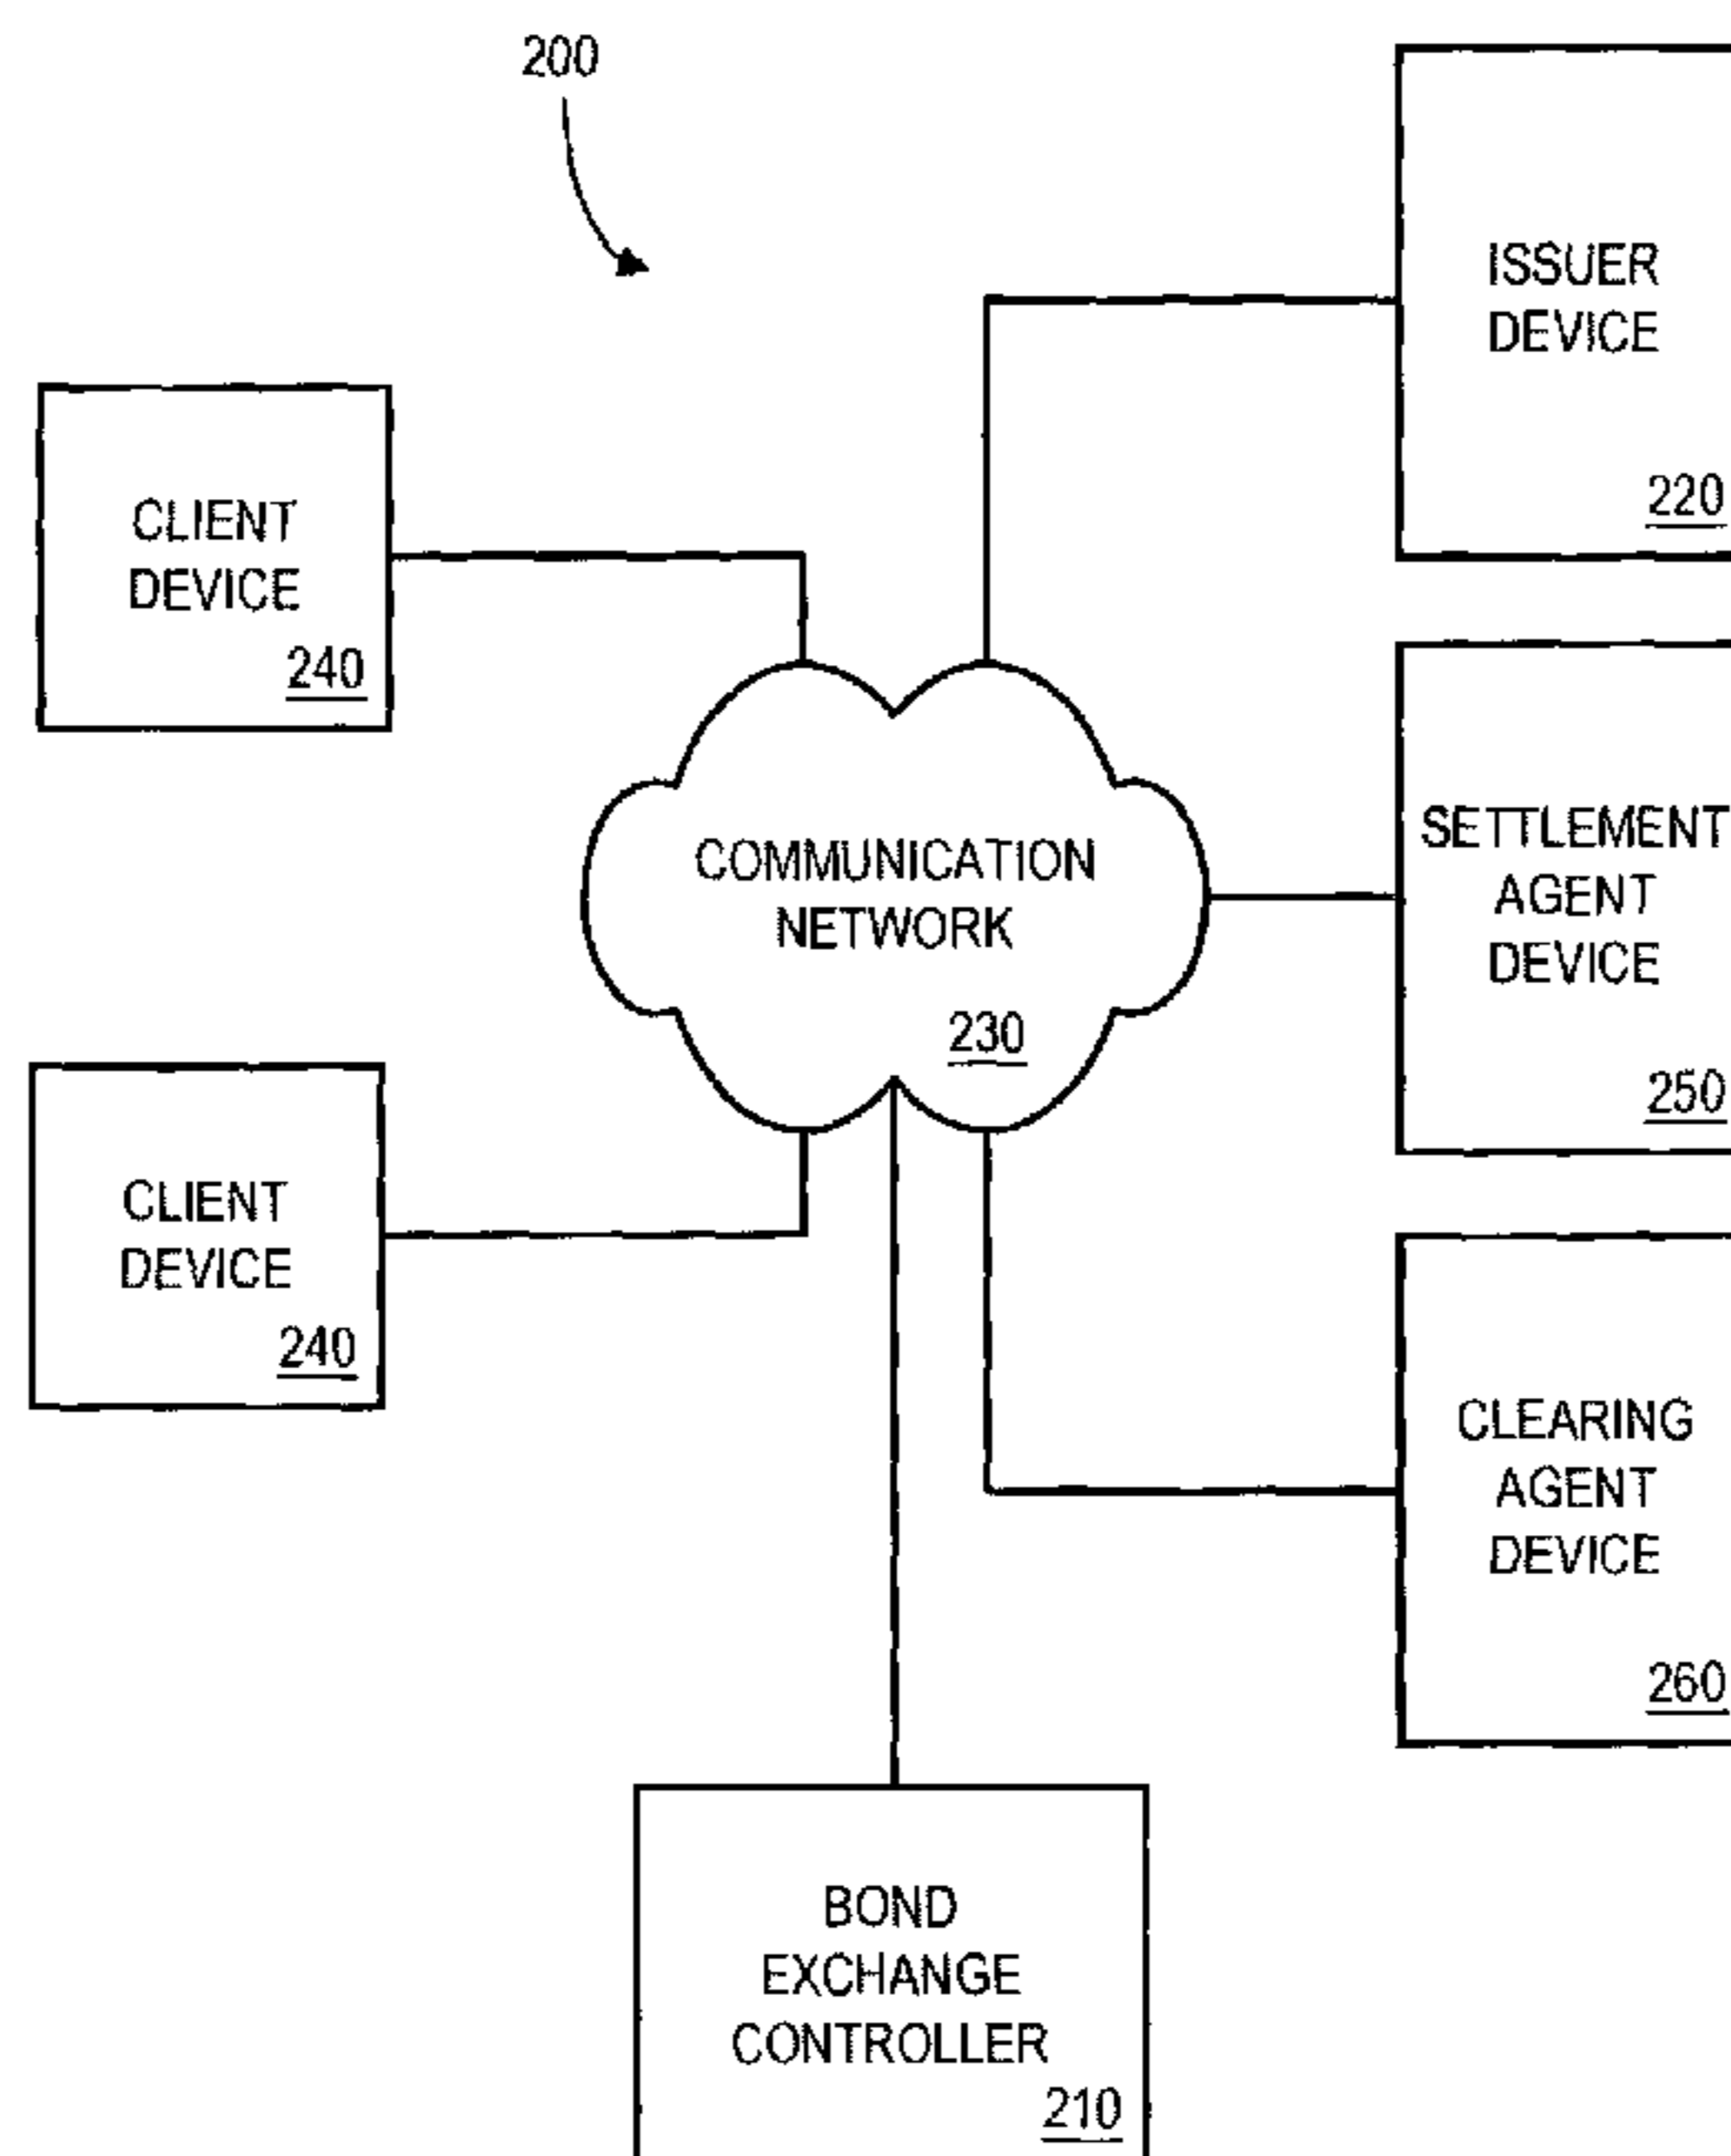 200
ISSUER
DEVICE
220
CLIENT
DEVICE
240
COMMUNICATION
NETWORK
230
SETTLEMENT
AGENT
DEVICE
250
CLIENT
DEVICE
240
CLEARING
AGENT
DEVICE
260
BOND
EXCHANGE
CONTROLLER
210